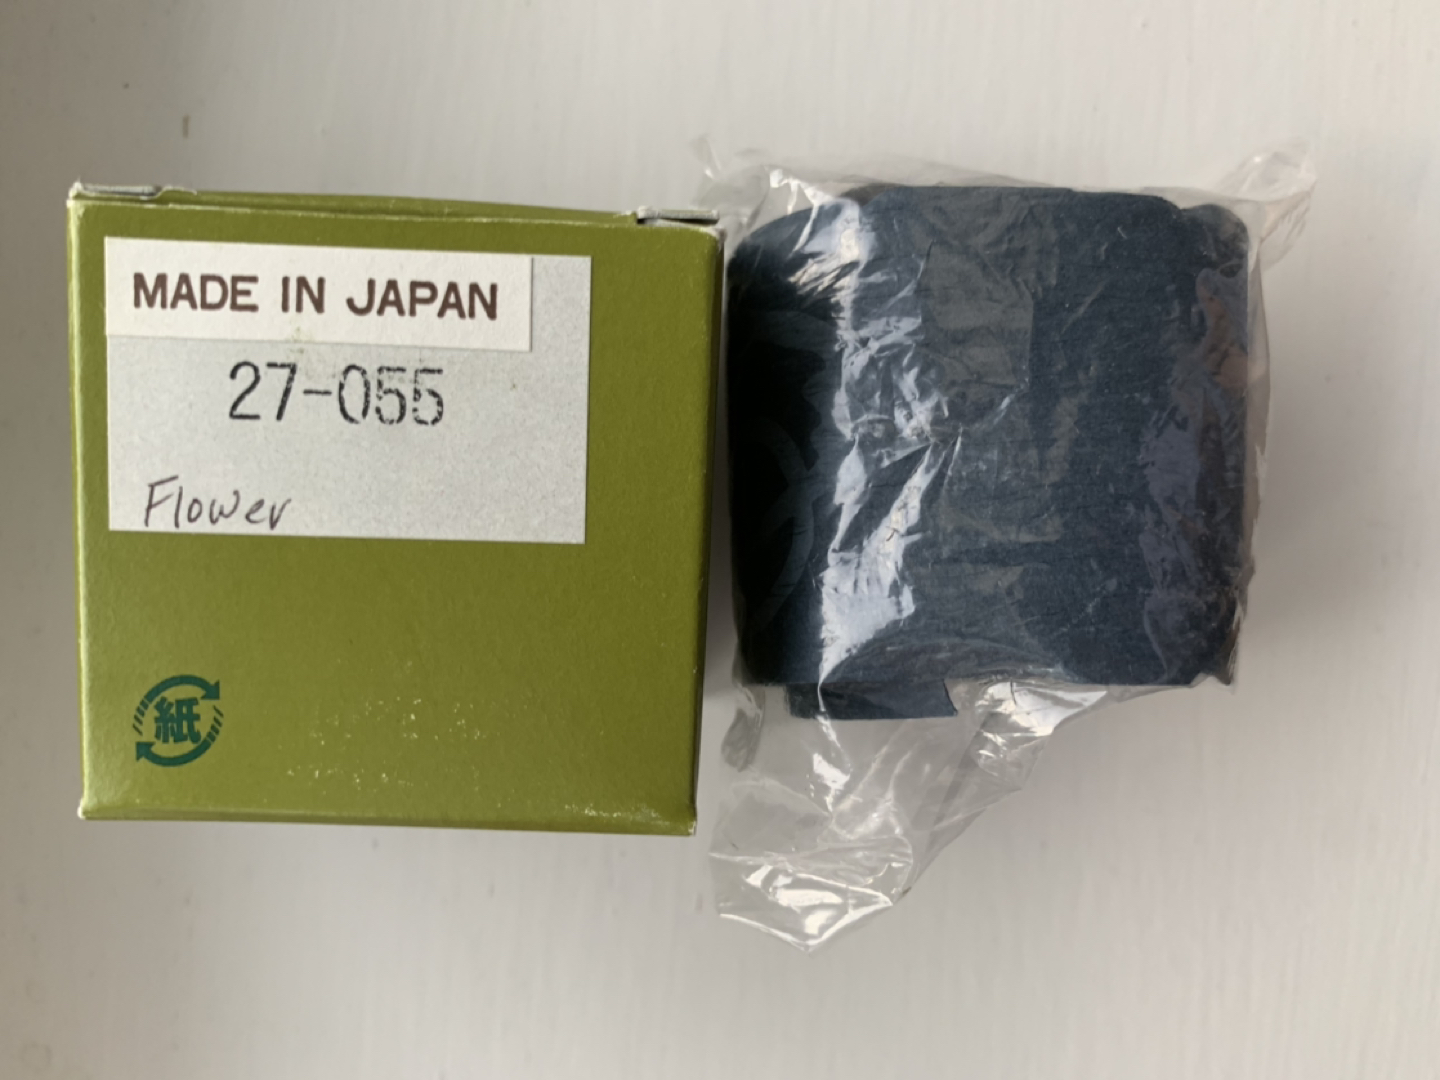 MADE IN JAPAN
27-055
Flower
紙